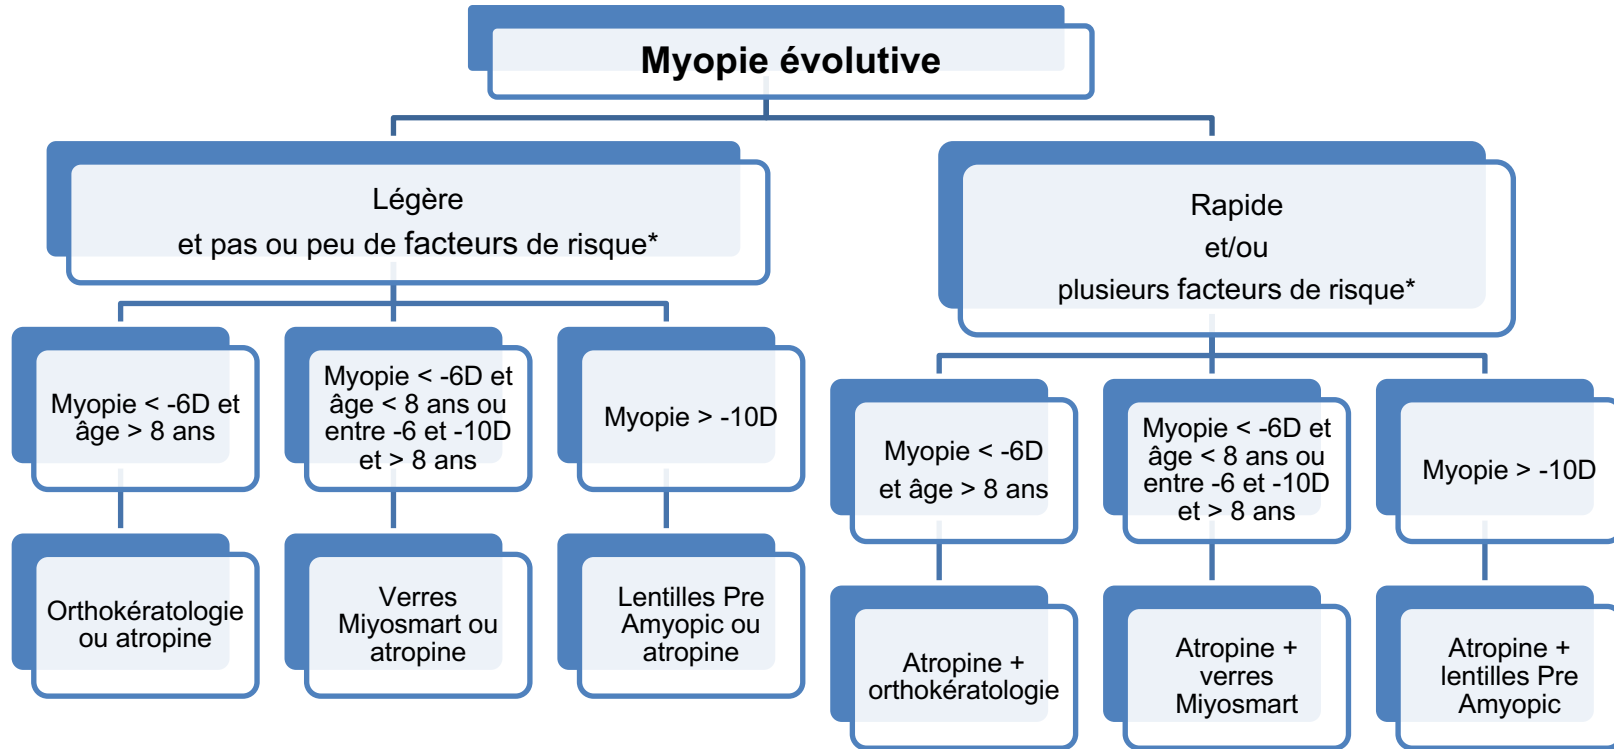 Myopie évolutive
Légère
et pas ou peu de facteurs de risque*
Rapide
et/ou
plusieurs facteurs de risque*
Myopie < -6D et
âge > 8 ans
Myopie < -6D et
âge < 8 ans ou
entre -6 et -10D
et > 8 ans
Myopie > -10D
Myopie < -6D
et âge > 8 ans
Myopie < -6D et
âge < 8 ans ou
entre -6 et -10D
et > 8 ans
Myopie > -10D
Orthokératologie
ou atropine
Verres
Miyosmart ou
atropine
Lentilles Pre
Amyopic ou
atropine
Atropine +
orthokératologie
Atropine +
verres
Miyosmart
Atropine +
lentilles Pre
Amyopic